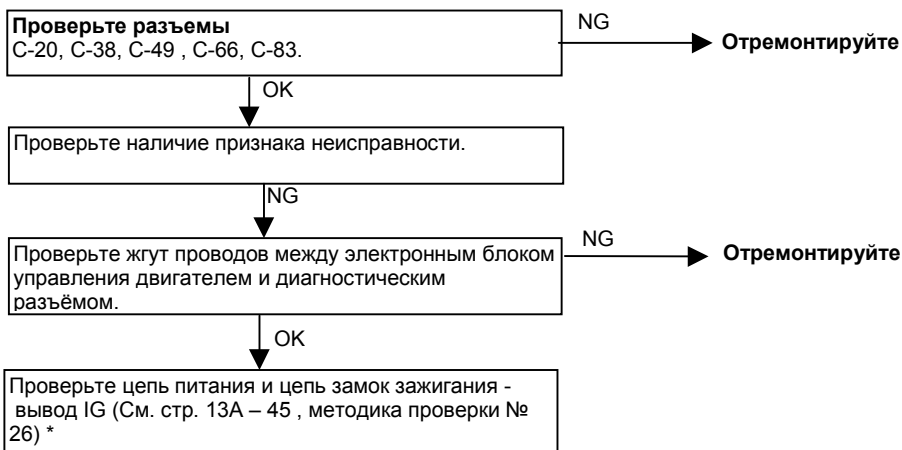 Проверьте разъемы
C-20, C-38, C-49 , C-66, C-83.
NG
Отремонтируйте
OK
Проверьте наличие признака неисправности.
NG
Проверьте жгут проводов между электронным блоком
управления двигателем и диагностическим
разъёмом.
NG
Отремонтируйте
OK
Проверьте цепь питания и цепь замок зажигания -
вывод IG (См. стр. 13А – 45 , методика проверки №
26) *